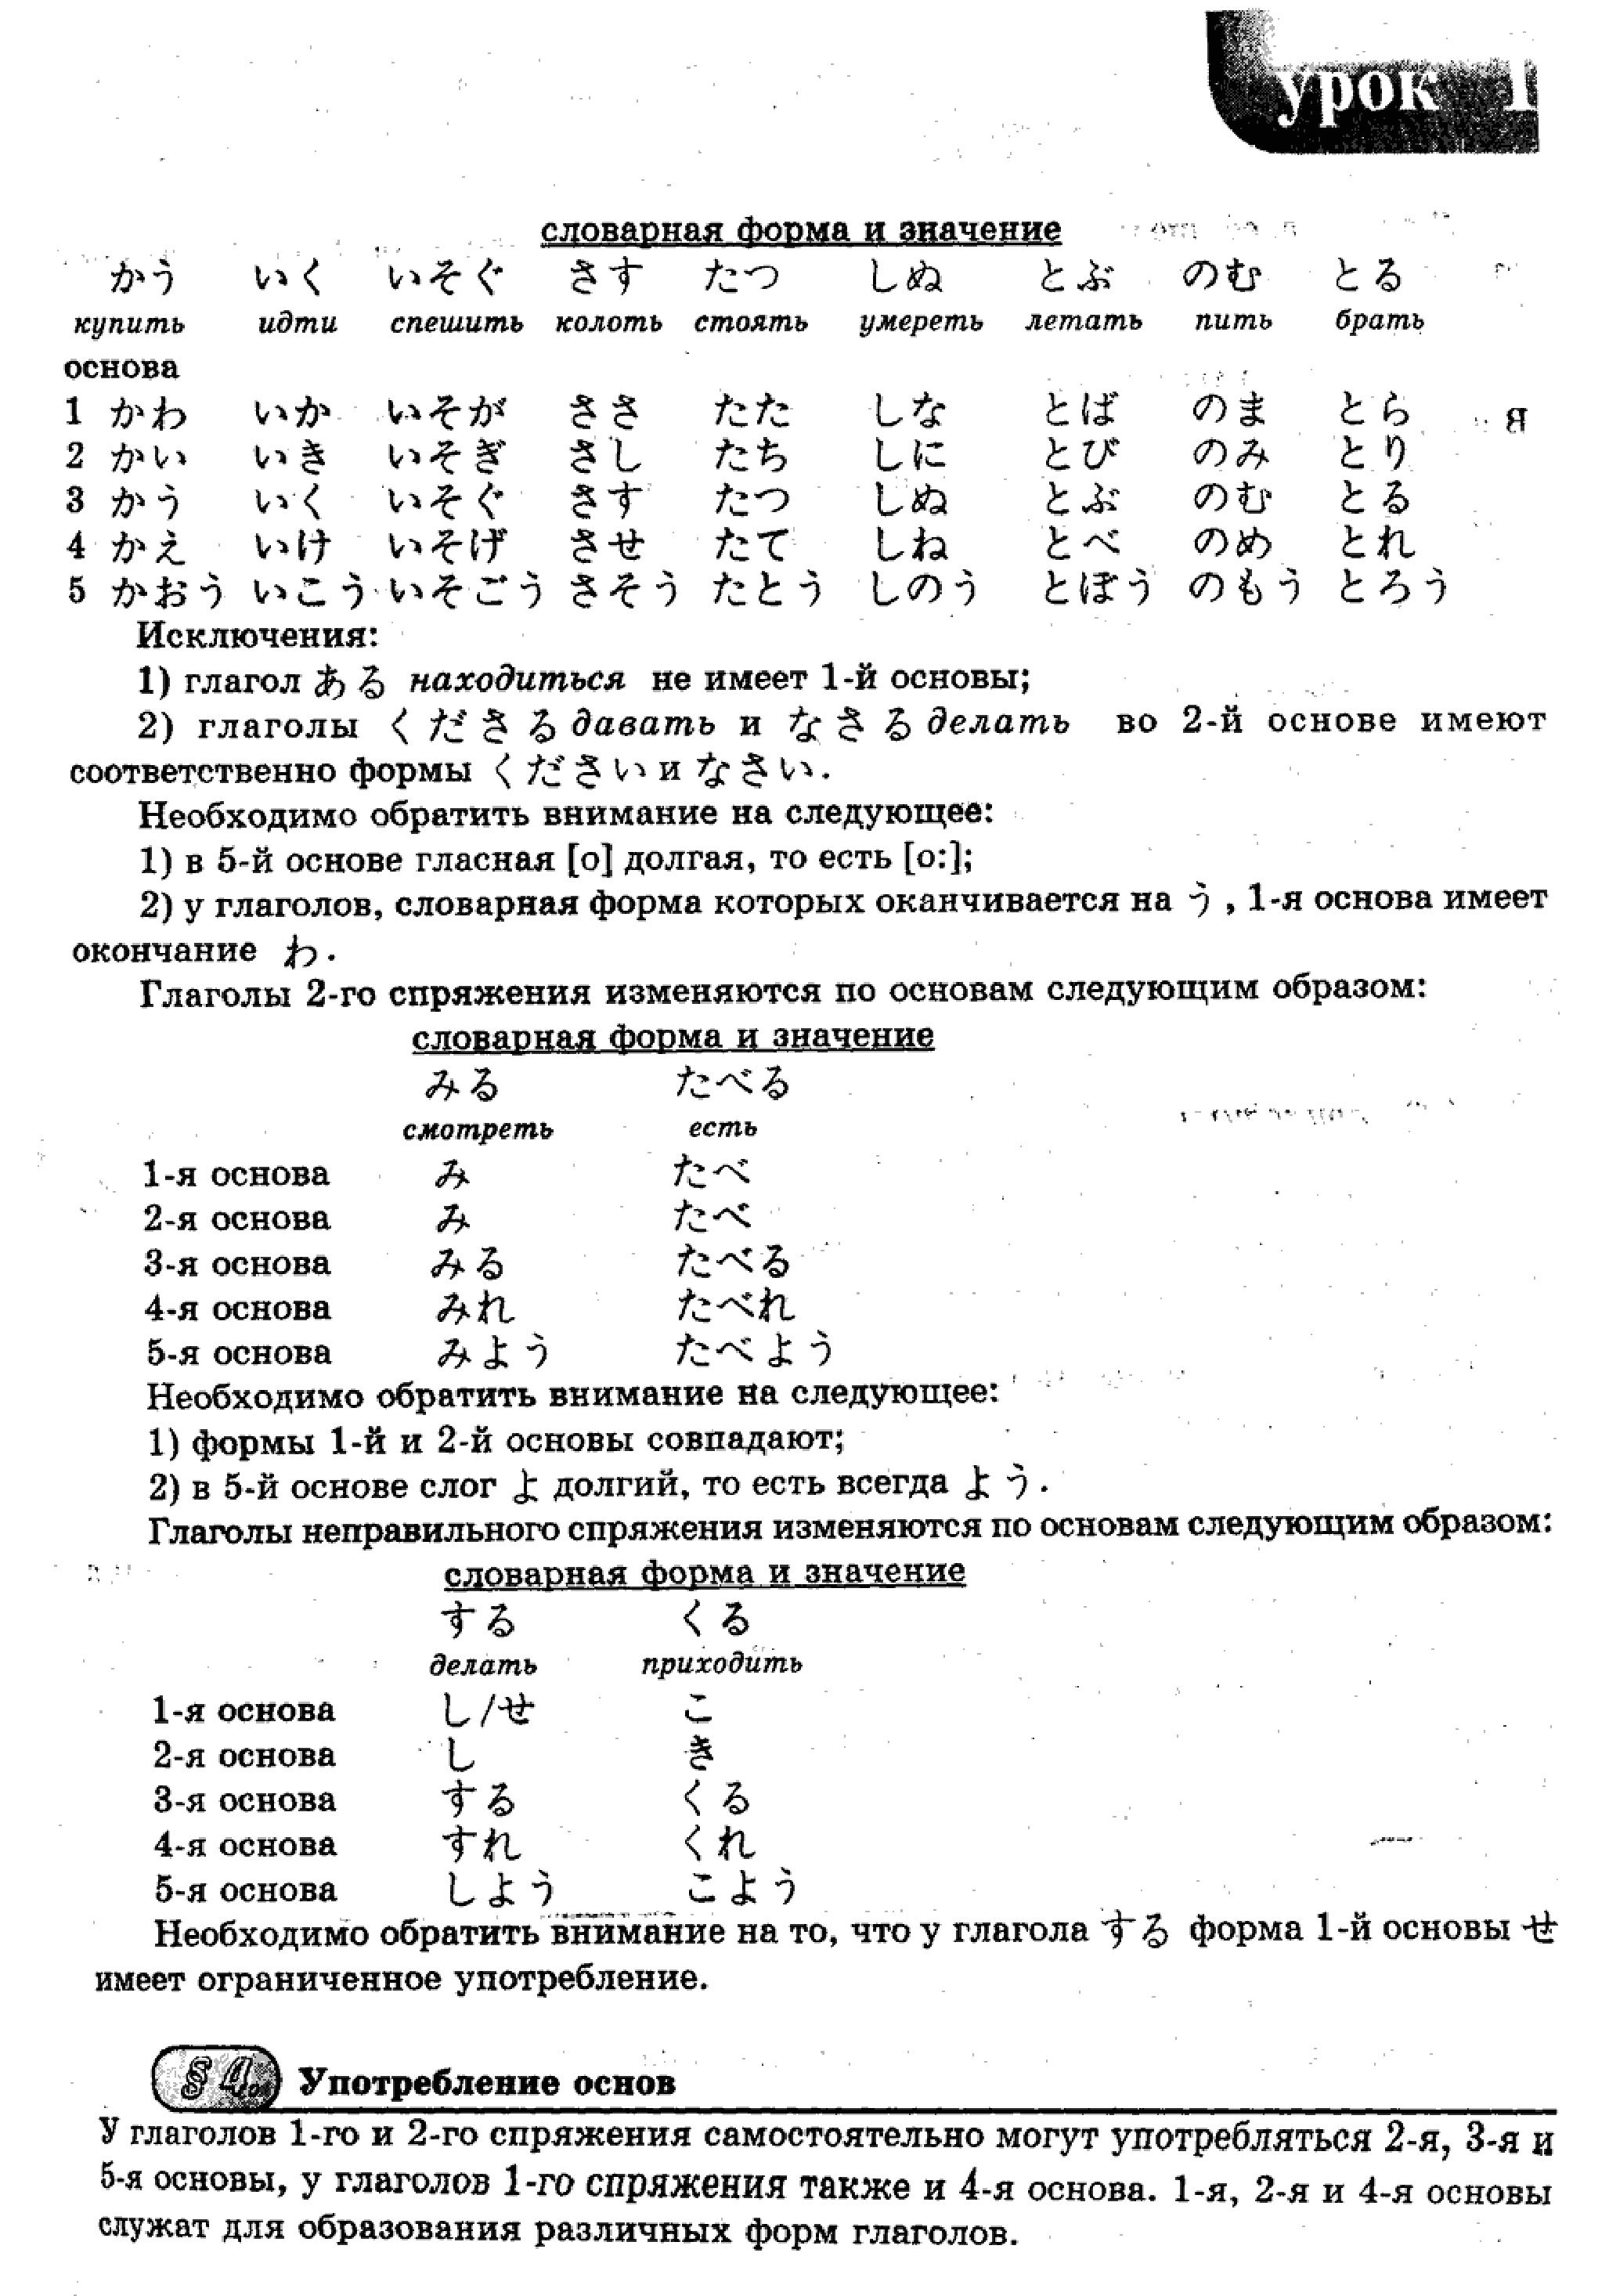 урок 1
словарная форма и значение
かう いく いそぐ さす たつ しぬ とぶ のむ とる
купить идти спешить колоть стоять умереть летать пить брать
основа
1 かわ いか いそが ささ たた しな とば のま とら
2 かい いき いそぎ さし たち しに とび のみ とり
3 かう いく いそぐ さす たつ しぬ とぶ のむ とる
4 かえ いけ いそげ させ たて しね とべ のめ とれ
5 かおう いこう いそごう さそう たとう しのう とぼう のもう とろう
Исключения:
1) глагол ある находиться не имеет 1-й основы;
2) глаголы くださる давать и なさる делать во 2-й основе имеют
соответственно формы ください и なさい.
Необходимо обратить внимание на следующее:
1) в 5-й основе гласная [о] долгая, то есть [о:];
2) у глаголов, словарная форма которых оканчивается на う, 1-я основа имеет
окончание わ.
Глаголы 2-го спряжения изменяются по основам следующим образом:
словарная форма и значение
みる たべる
смотреть есть
1-я основа み たべ
2-я основа み たべ
3-я основа みる たべる
4-я основа みれ たべれ
5-я основа みよう たべよう
Необходимо обратить внимание на следующее:
1) формы 1-й и 2-й основы совпадают;
2) в 5-й основе слог よ долгий, то есть всегда よう.
Глаголы неправильного спряжения изменяются по основам следующим образом:
словарная форма и значение
する くる
делать приходить
1-я основа し/せ こ
2-я основа し き
3-я основа する くる
4-я основа すれ くれ
5-я основа しよう こよう
Необходимо обратить внимание на то, что у глагола する форма 1-й основы せ
имеет ограниченное употребление.
§ 4. Употребление основ
У глаголов 1-го и 2-го спряжения самостоятельно могут употребляться 2-я, 3-я и
5-я основы, у глаголов 1-го спряжения также и 4-я основа. 1-я, 2-я и 4-я основы
служат для образования различных форм глаголов.